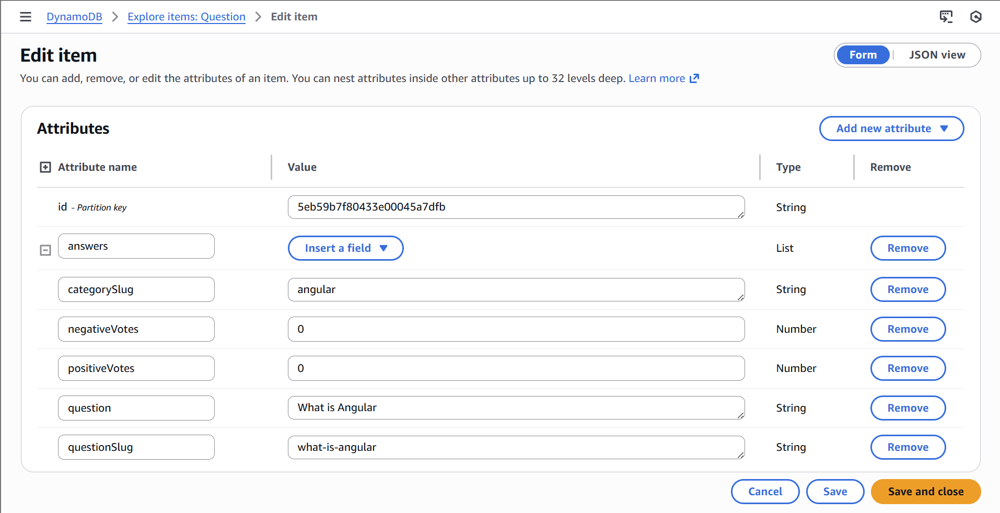 DynamoDB > Explore items: Question > Edit item
Edit item
Form | JSON view
You can add, remove, or edit the attributes of an item. You can nest attributes inside other attributes up to 32 levels deep. Learn more
Attributes
Add new attribute
Attribute name Value Type Remove
id - Partition key 5eb59b7f80433e00045a7dfb String
answers Insert a field List Remove
categorySlug angular String Remove
negativeVotes 0 Number Remove
positiveVotes 0 Number Remove
question What is Angular String Remove
questionSlug what-is-angular String Remove
Cancel Save Save and close